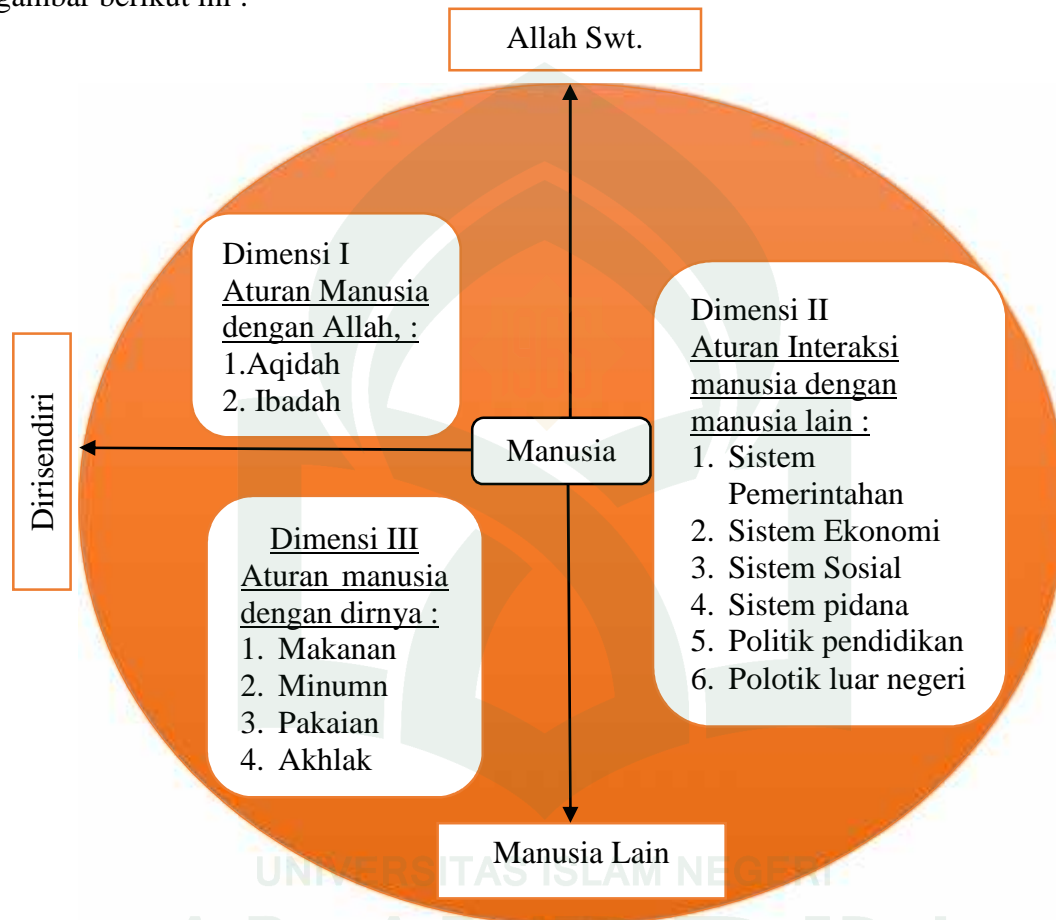 gambar berikut ini :
Allah Swt.
Dimensi I
Aturan Manusia
dengan Allah, :
1.Aqidah
2. Ibadah
Dimensi II
Aturan Interaksi
manusia dengan
manusia lain :
1. Sistem
Pemerintahan
2. Sistem Ekonomi
3. Sistem Sosial
4. Sistem pidana
5. Politik pendidikan
6. Polotik luar negeri
Dirisendiri
Manusia
Dimensi III
Aturan manusia
dengan dirnya :
1. Makanan
2. Minumn
3. Pakaian
4. Akhlak
Manusia Lain
UNIVERSITAS ISLAM NEGERI